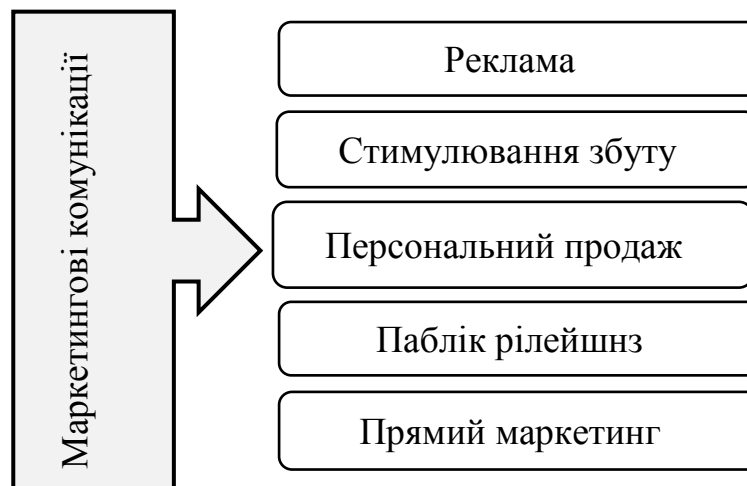 Маркетингові комунікації
Реклама
Стимулювання збуту
Персональний продаж
Паблік рілейшнз
Прямий маркетинг